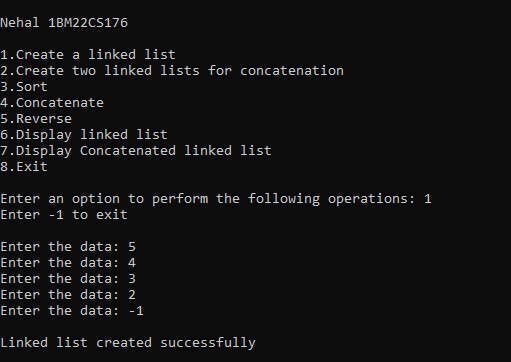 Nehal 1BM22CS176
1.Create a linked list
2.Create two linked lists for concatenation
3.Sort
4.Concatenate
5.Reverse
6.Display linked list
7.Display Concatenated linked list
8.Exit
Enter an option to perform the following operations: 1
Enter -1 to exit
Enter the data: 5
Enter the data: 4
Enter the data: 3
Enter the data: 2
Enter the data: -1
Linked list created successfully